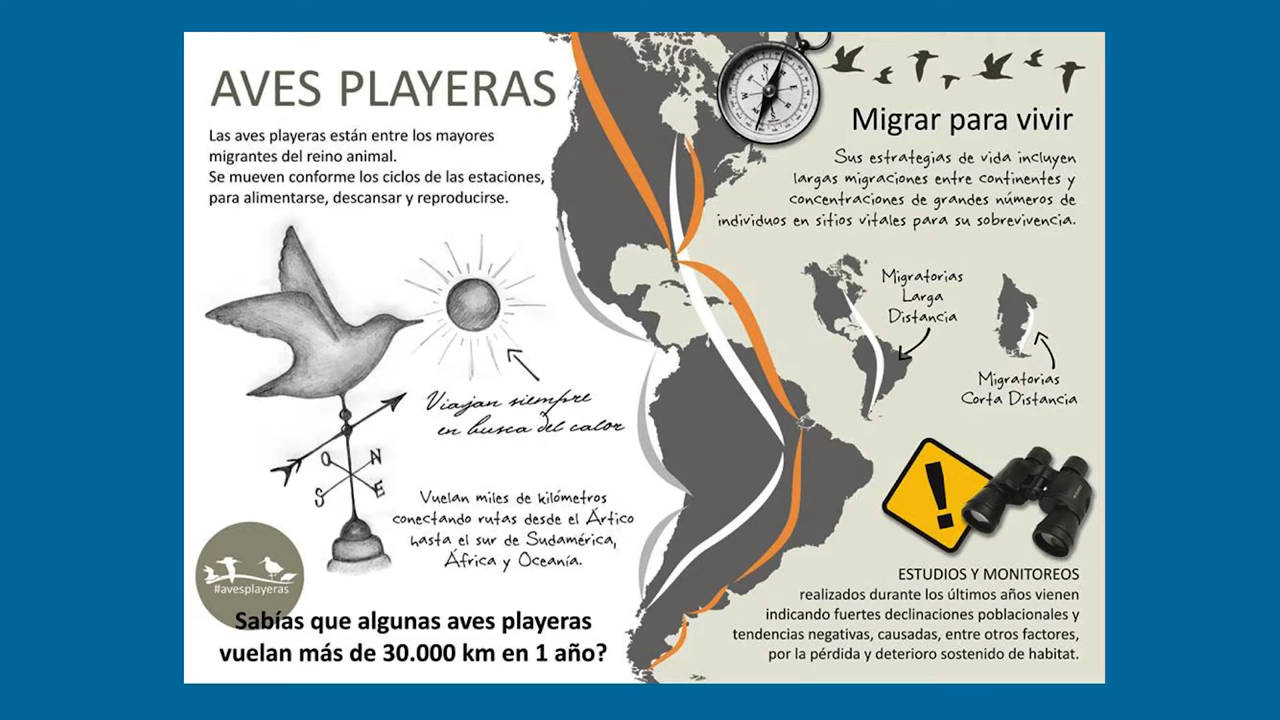 AVES PLAYERAS
Las aves playeras están entre los mayores
migrantes del reino animal.
Se mueven conforme los ciclos de las estaciones,
para alimentarse, descansar y reproducirse.
Viajan siempre
en busca del calor
O N
S E
Vuelan miles de kilómetros
conectando rutas desde el Ártico
hasta el sur de Sudamérica,
África y Oceanía.
#avesplayeras
Sabías que algunas aves playeras
vuelan más de 30.000 km en 1 año?
Migrar para vivir
Sus estrategias de vida incluyen
largas migraciones entre continentes y
concentraciones de grandes números de
individuos en sitios vitales para su sobrevivencia.
Migratorias
Larga
Distancia
Migratorias
Corta Distancia
!
ESTUDIOS Y MONITOREOS
realizados durante los últimos años vienen
indicando fuertes declinaciones poblacionales y
tendencias negativas, causadas, entre otros factores,
por la pérdida y deterioro sostenido de habitat.